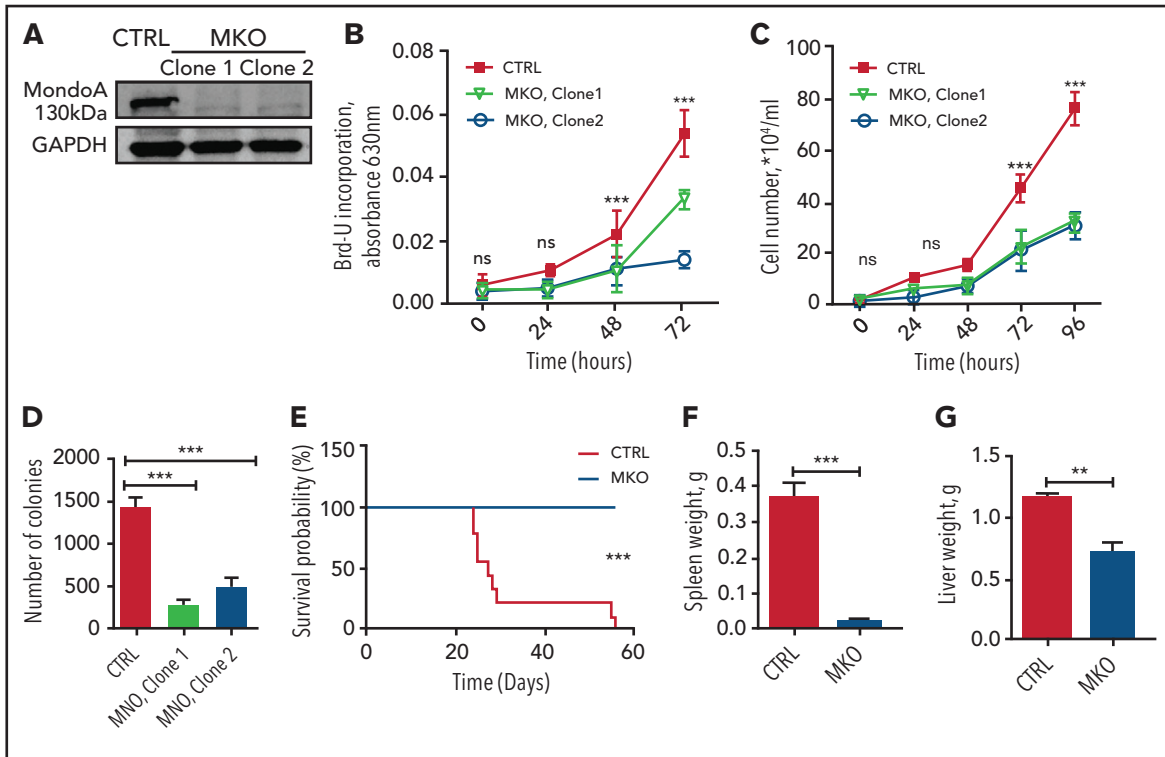 A
CTRL MKO
Clone 1 Clone 2
MondoA
130kDa
GAPDH
B
Brd-U incorporation,
absorbance 630nm
0.08
0.06
0.04
0.02
0.00
CTRL
MKO, Clone1
MKO, Clone2
ns
ns
***
***
0 24 48 72
Time (hours)
C
Cell number, *10⁴/ml
100
80
60
40
20
0
CTRL
MKO, Clone1
MKO, Clone2
ns
***
***
0 24 48 72 96
Time (hours)
D
Number of colonies
2000
1500
1000
500
0
***
***
CTRL
MNO, Clone 1
MNO, Clone 2
E
Survival probability (%)
150
100
50
0
CTRL
MKO
***
0 20 40 60
Time (Days)
F
Spleen weight, g
0.5
0.4
0.3
0.2
0.1
0.0
***
CTRL
MKO
G
Liver weight, g
1.5
1.0
0.5
0.0
**
CTRL
MKO